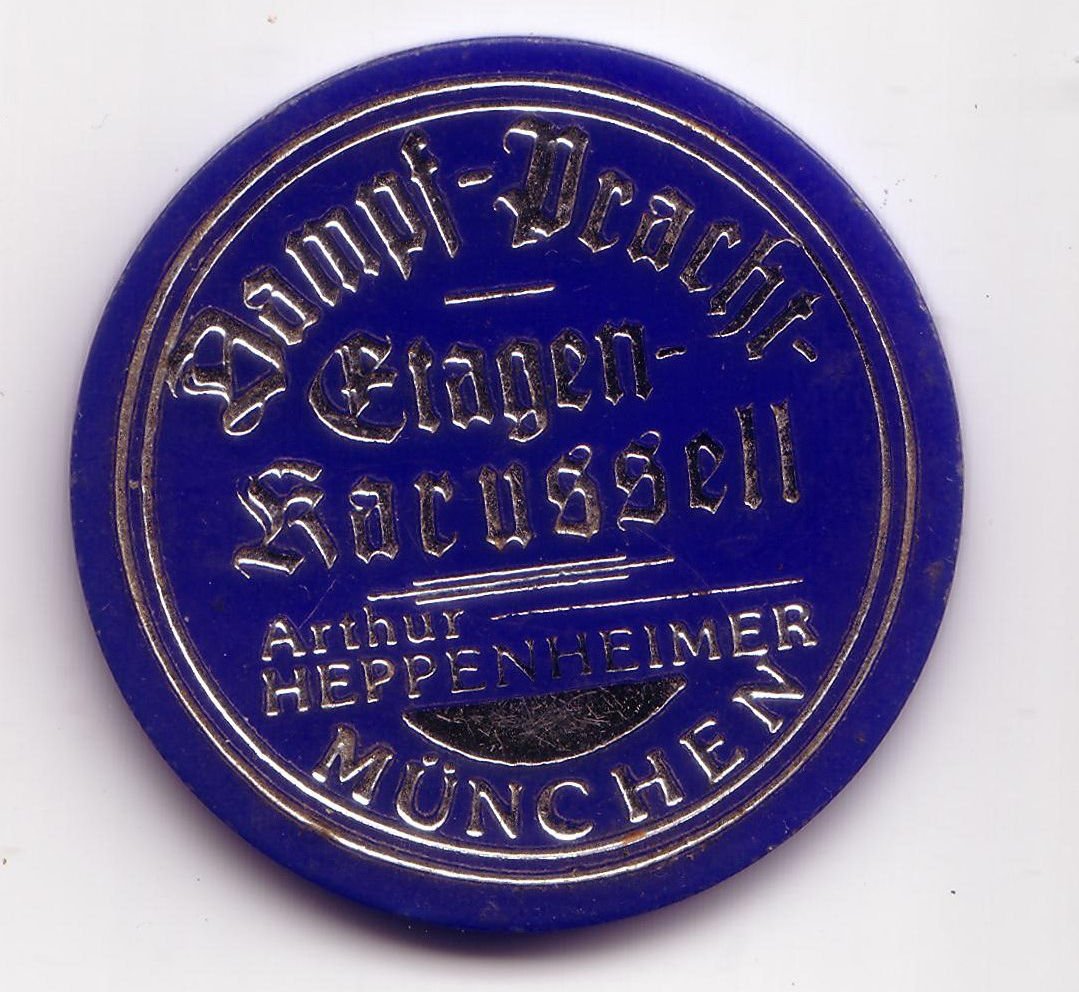 Dampf-Pracht-
Etagen-
Karussell
Arthur
HEPPENHEIMER
MÜNCHEN